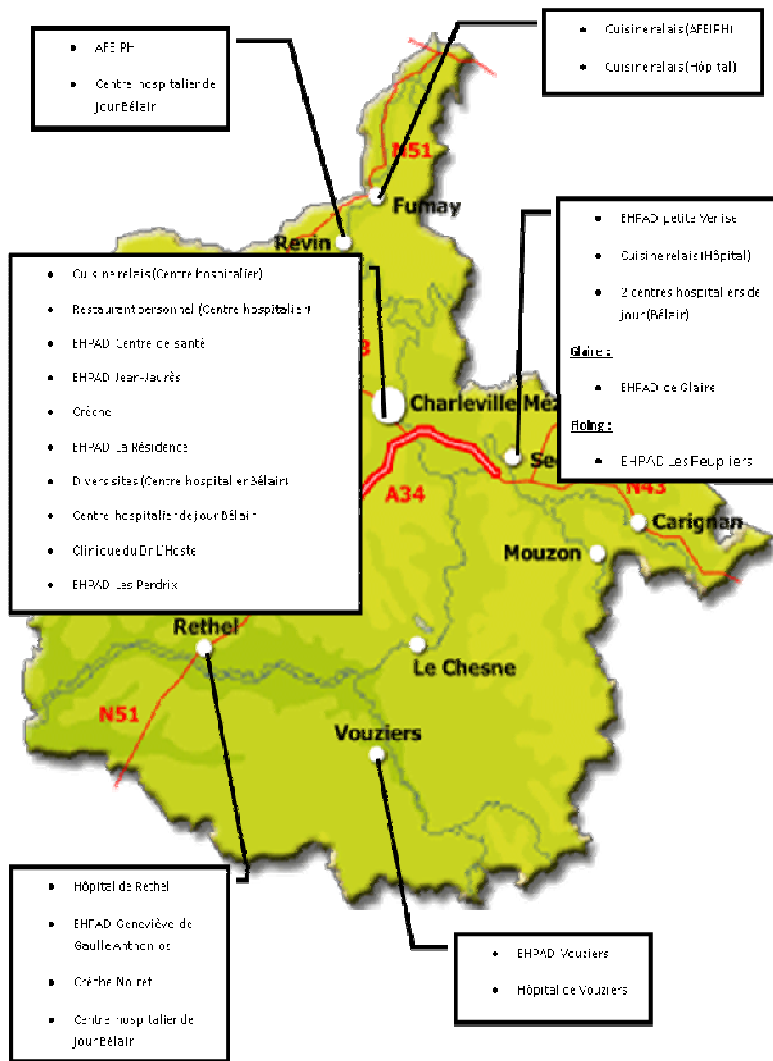 AFEIPH
Centre hospitalier de
jour Bélair
Cuisine relais (AFEIPH)
Cuisine relais (Hôpital)
N51
Fumay
Revin
EHPAD petite Venise
Cuisine relais (Hôpital)
2 centres hospitaliers de
jour (Bélair)
Glaire :
EHPAD de Glaire
Floing :
EHPAD Les Peupliers
Cuisine relais (Centre hospitalier)
Restaurant personnel (Centre hospitalier)
EHPAD Centre de santé
EHPAD Jean-Jaurès
Crèche
EHPAD La Résidence
Divers sites (Centre hospitalier Bélair)
Centre hospitalier de jour Bélair
Clinique du Dr L'Hoste
EHPAD Les Perdrix
3
Charleville Méz
Se
A34
N43
Carignan
Mouzon
Rethel
Le Chesne
N51
Vouziers
Hôpital de Rethel
EHPAD Geneviève de
Gaulle Anthonioz
Crèche Noiret
Centre hospitalier de
jour Bélair
EHPAD Vouziers
Hôpital de Vouziers